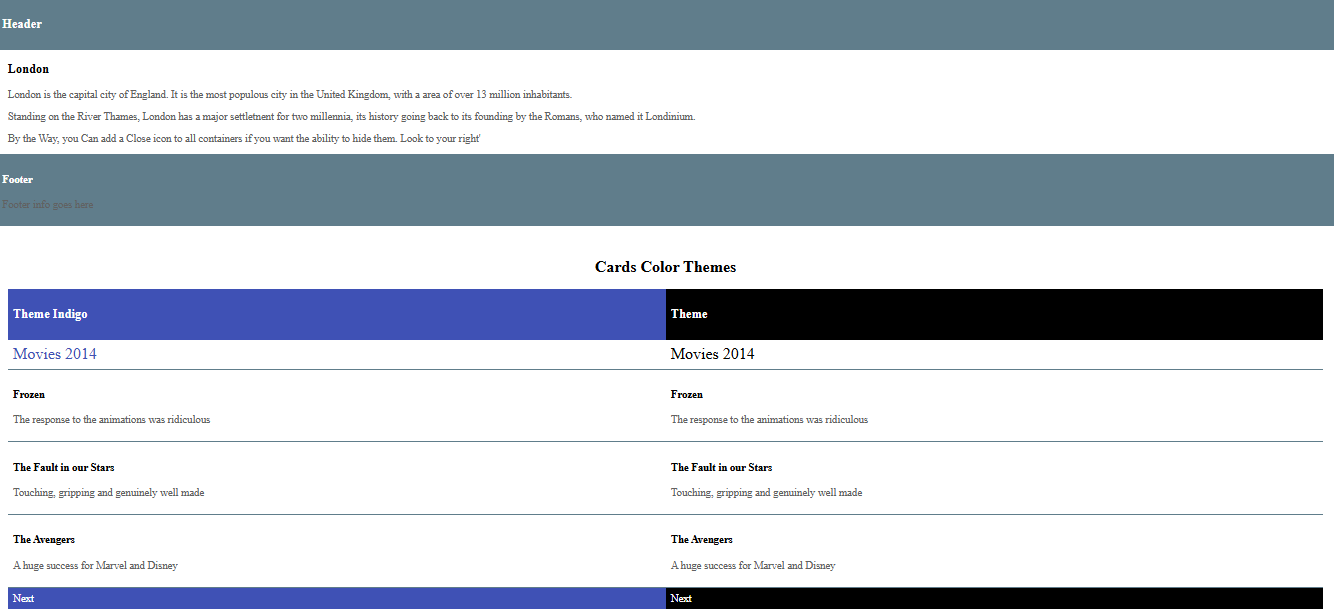 Header
London
London is the capital city of England. It is the most populous city in the United Kingdom, with a area of over 13 million inhabitants.
Standing on the River Thames, London has a major settletnent for two millennia, its history going back to its founding by the Romans, who named it Londinium.
By the Way, you Can add a Close icon to all containers if you want the ability to hide them. Look to your right'
Footer
Footer info goes here
Cards Color Themes
Theme Indigo
Movies 2014
Frozen
The response to the animations was ridiculous
The Fault in our Stars
Touching, gripping and genuinely well made
The Avengers
A huge success for Marvel and Disney
Next
Theme
Movies 2014
Frozen
The response to the animations was ridiculous
The Fault in our Stars
Touching, gripping and genuinely well made
The Avengers
A huge success for Marvel and Disney
Next